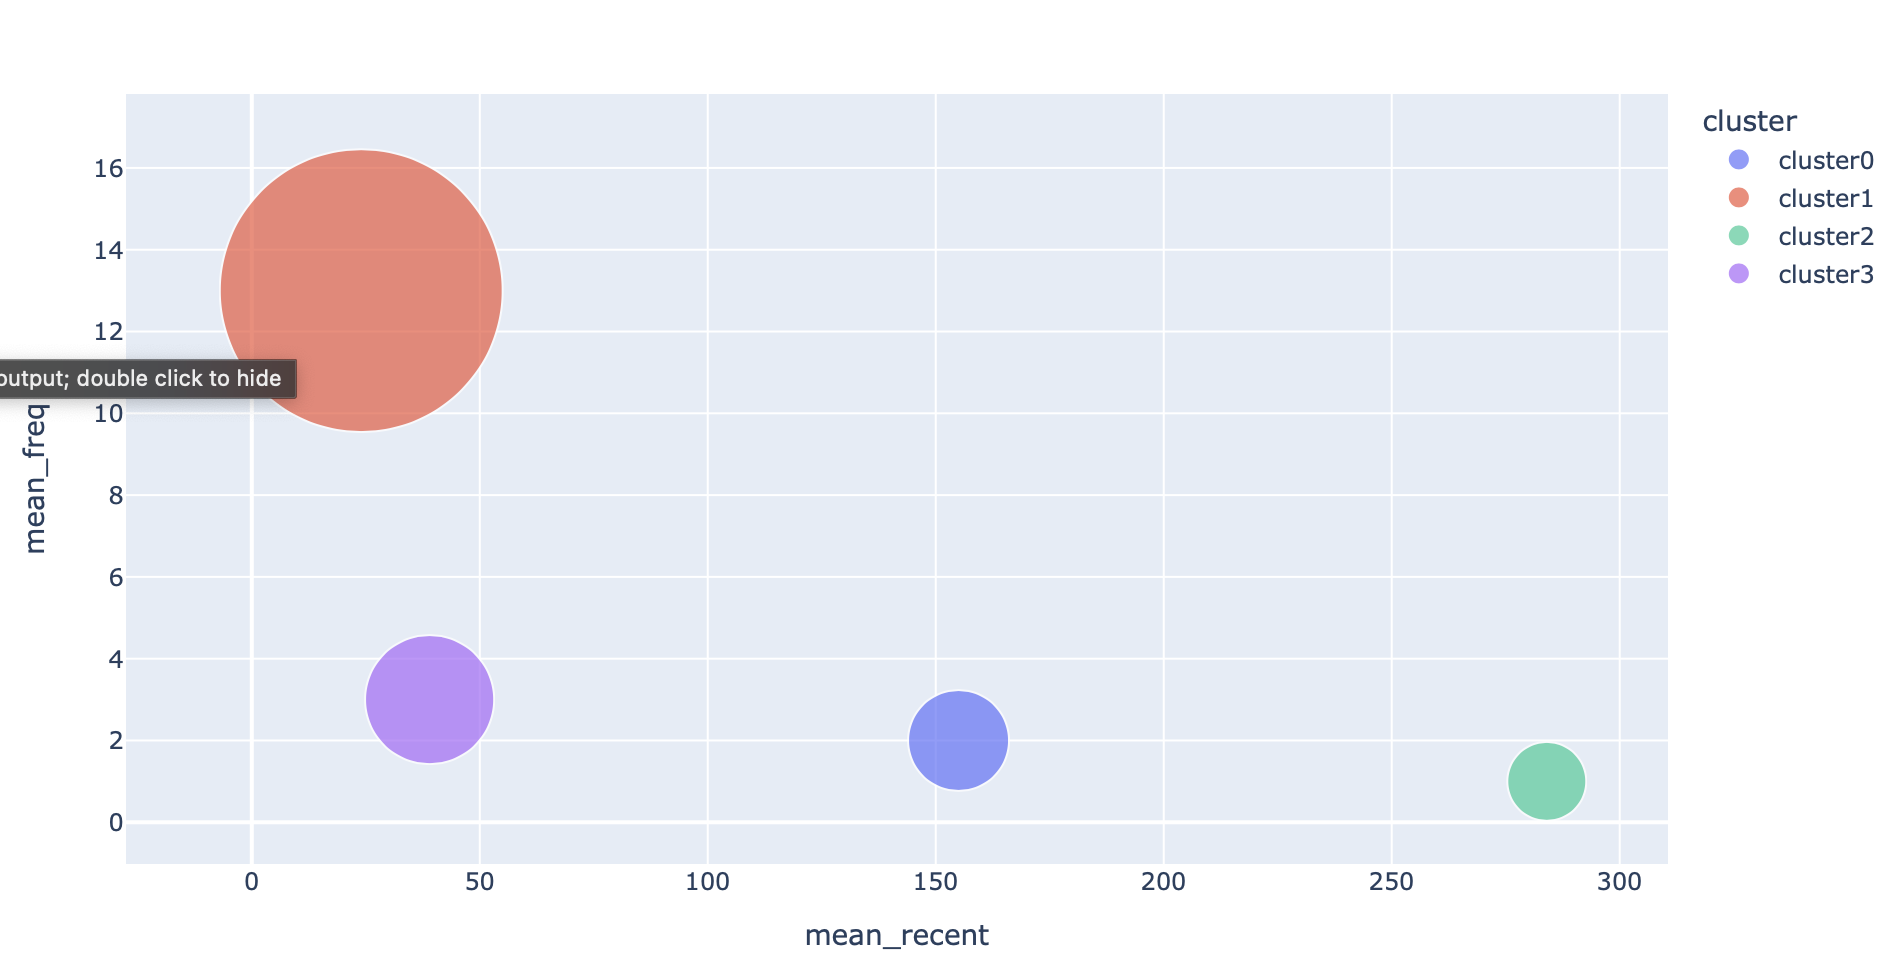 cluster
cluster0
cluster1
cluster2
cluster3
16
14
12
output; double click to hide
10
8
6
4
2
0
mean_freq
0 50 100 150 200 250 300
mean_recent